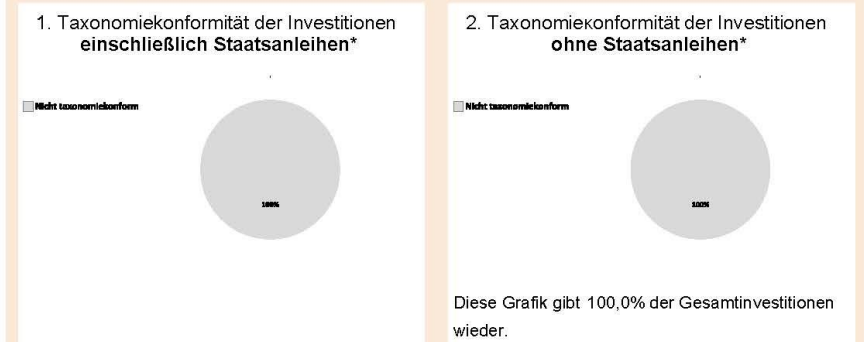 1. Taxonomiekonformität der Investitionen
einschließlich Staatsanleihen*
Nicht taxonomiekonform
100%
2. Taxonomieкonformität der Investitionen
ohne Staatsanleihen*
Nicht taxonomiekonform
100%
Diese Grafik gibt 100,0% der Gesamtinvestitionen
wieder.